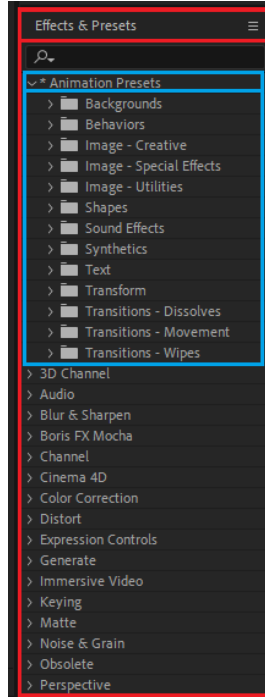 Effects & Presets
* Animation Presets
Backgrounds
Behaviors
Image - Creative
Image - Special Effects
Image - Utilities
Shapes
Sound Effects
Synthetics
Text
Transform
Transitions - Dissolves
Transitions - Movement
Transitions - Wipes
3D Channel
Audio
Blur & Sharpen
Boris FX Mocha
Channel
Cinema 4D
Color Correction
Distort
Expression Controls
Generate
Immersive Video
Keying
Matte
Noise & Grain
Obsolete
Perspective